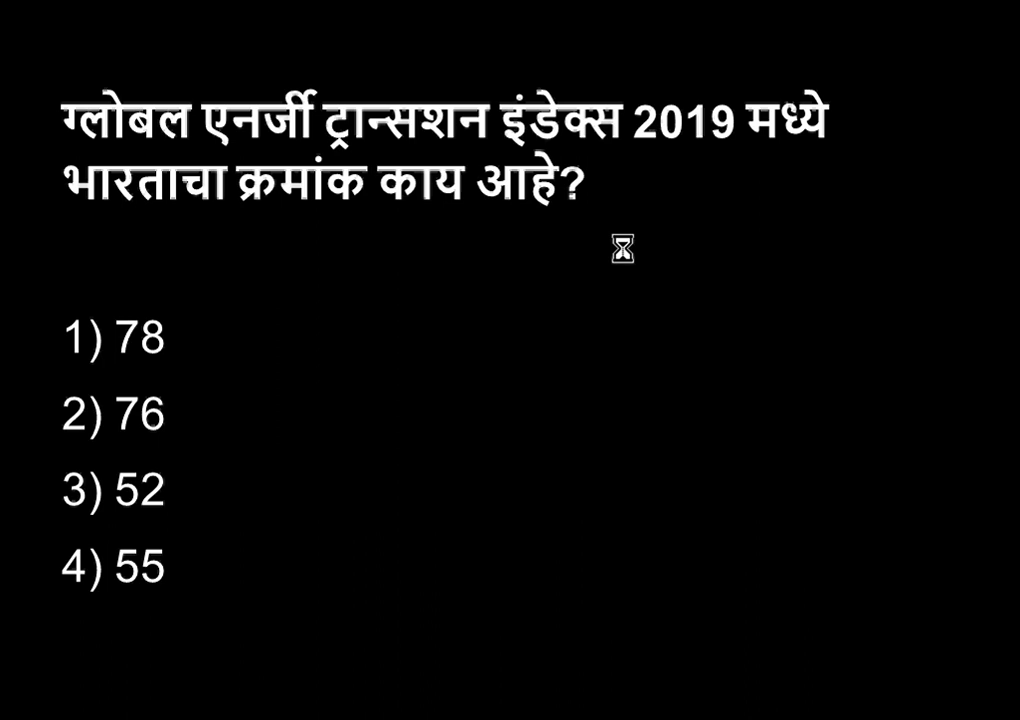 ग्लोबल एनर्जी ट्रान्सशन इंडेक्स 2019 मध्ये
भारताचा क्रमांक काय आहे?
1) 78
2) 76
3) 52
4) 55